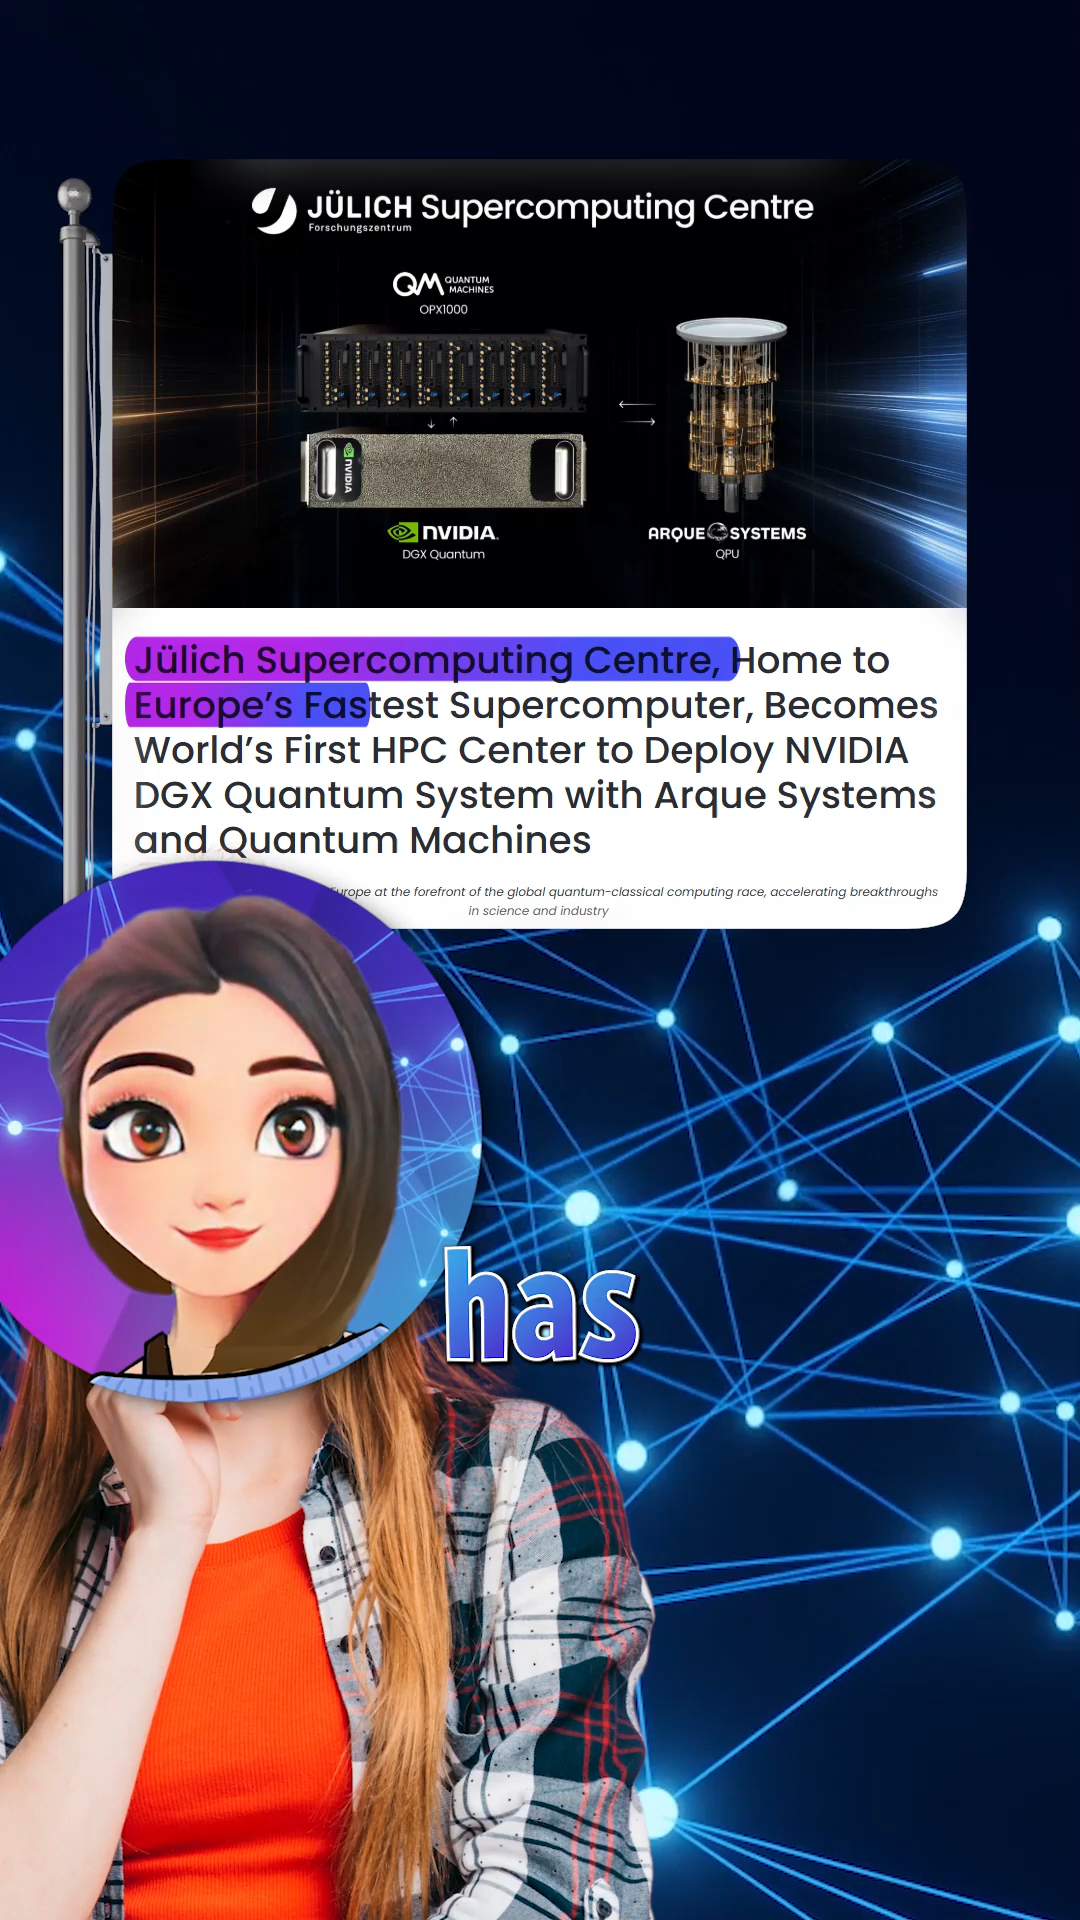 JÜLICH Supercomputing Centre
Forschungszentrum
QM QUANTUM
MACHINES
OPX1000
NVIDIA
NVIDIA.
DGX Quantum
ARQUE SYSTEMS
QPU
Jülich Supercomputing Centre, Home to
Europe’s Fastest Supercomputer, Becomes
World’s First HPC Center to Deploy NVIDIA
DGX Quantum System with Arque Systems
and Quantum Machines
Europe at the forefront of the global quantum-classical computing race, accelerating breakthroughs
in science and industry
has